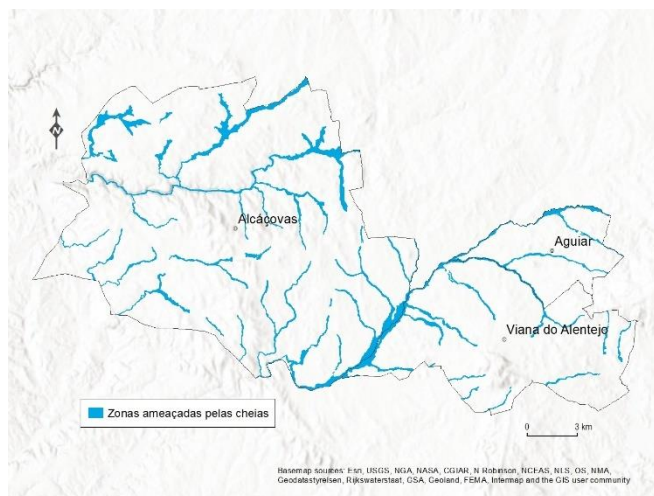 N
Alcáçovas
Aguiar
Viana do Alentejo
Zonas ameaçadas pelas cheias
0 3 km
Basemap sources: Esri, USGS, NGA, NASA, CGIAR, N Robinson, NCEAS, NLS, OS, NMA,
Geodatastyrelsen, Rijkswaterstaat, GSA, Geoland, FEMA, Intermap and the GIS user community